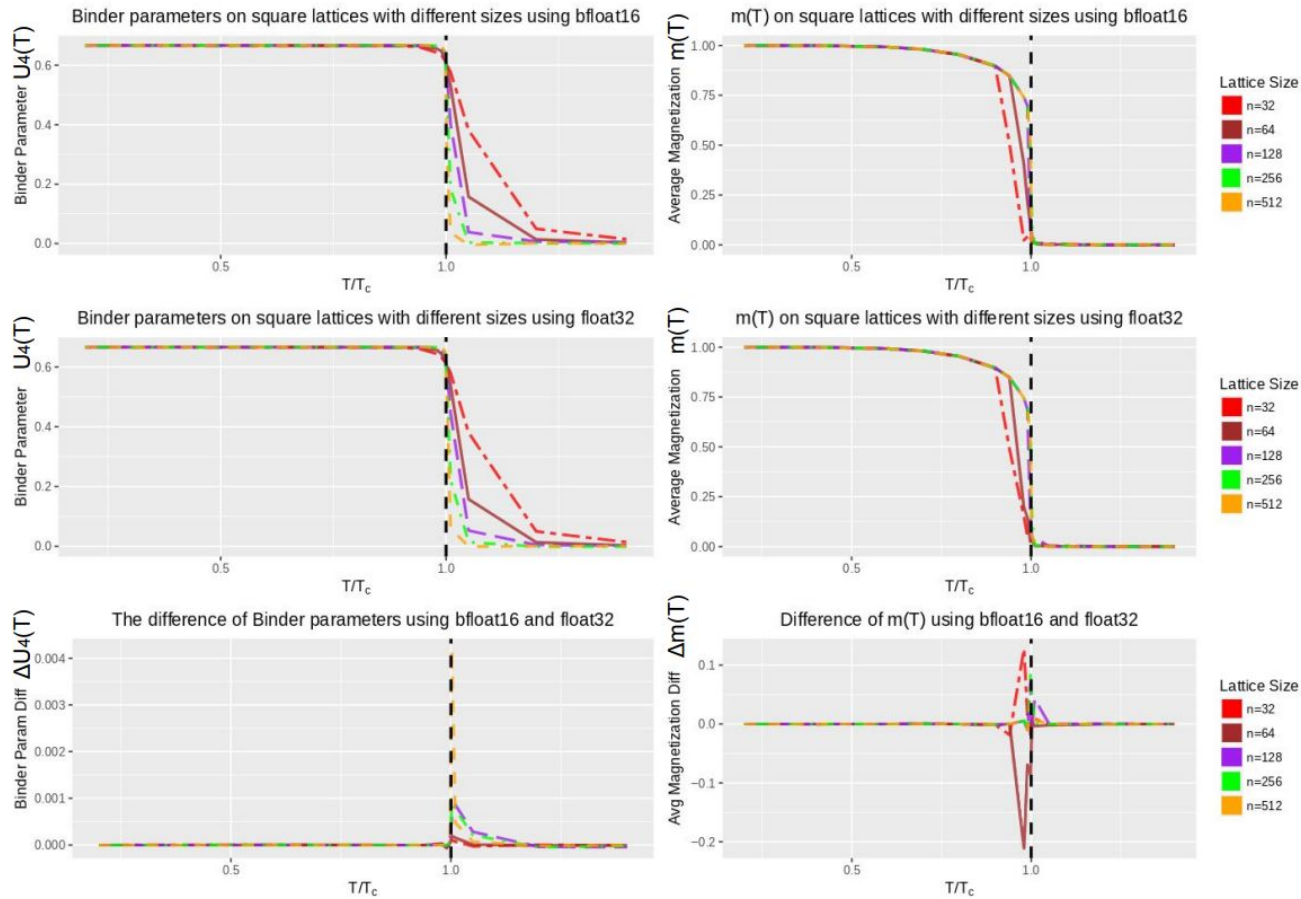 Binder parameters on square lattices with different sizes using bfloat16
U₄(T)
Binder Parameter
0.6
0.4
0.2
0.0
0.5
1.0
T/Tc
m(T) on square lattices with different sizes using bfloat16
m(T)
Average Magnetization
1.00
0.75
0.50
0.25
0.00
0.5
1.0
T/Tc
Lattice Size
n=32
n=64
n=128
n=256
n=512
Binder parameters on square lattices with different sizes using float32
U₄(T)
Binder Parameter
0.6
0.4
0.2
0.0
0.5
1.0
T/Tc
m(T) on square lattices with different sizes using float32
m(T)
Average Magnetization
1.00
0.75
0.50
0.25
0.00
0.5
1.0
T/Tc
Lattice Size
n=32
n=64
n=128
n=256
n=512
The difference of Binder parameters using bfloat16 and float32
ΔU₄(T)
Binder Param Diff
0.004
0.003
0.002
0.001
0.000
0.5
1.0
T/Tc
Difference of m(T) using bfloat16 and float32
Δm(T)
Avg Magnetization Diff
0.1
0.0
−0.1
−0.2
0.5
1.0
T/Tc
Lattice Size
n=32
n=64
n=128
n=256
n=512